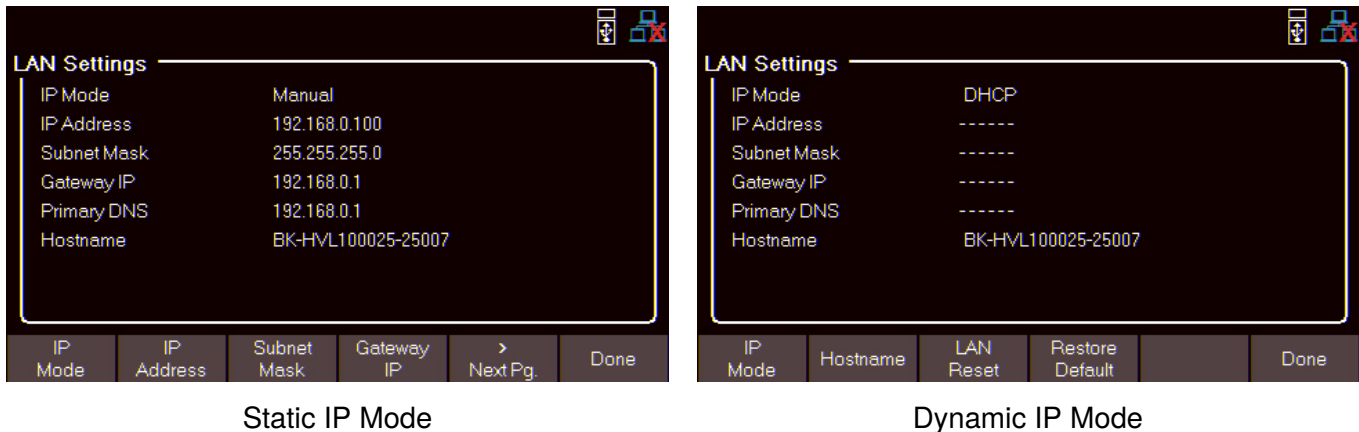 LAN Settings
IP Mode Manual
IP Address 192.168.0.100
Subnet Mask 255.255.255.0
Gateway IP 192.168.0.1
Primary DNS 192.168.0.1
Hostname BK-HVL100025-25007
IP Mode
IP Address
Subnet Mask
Gateway IP
> Next Pg.
Done
Static IP Mode
LAN Settings
IP Mode DHCP
IP Address ------
Subnet Mask ------
Gateway IP ------
Primary DNS ------
Hostname BK-HVL100025-25007
IP Mode
Hostname
LAN Reset
Restore Default
Done
Dynamic IP Mode